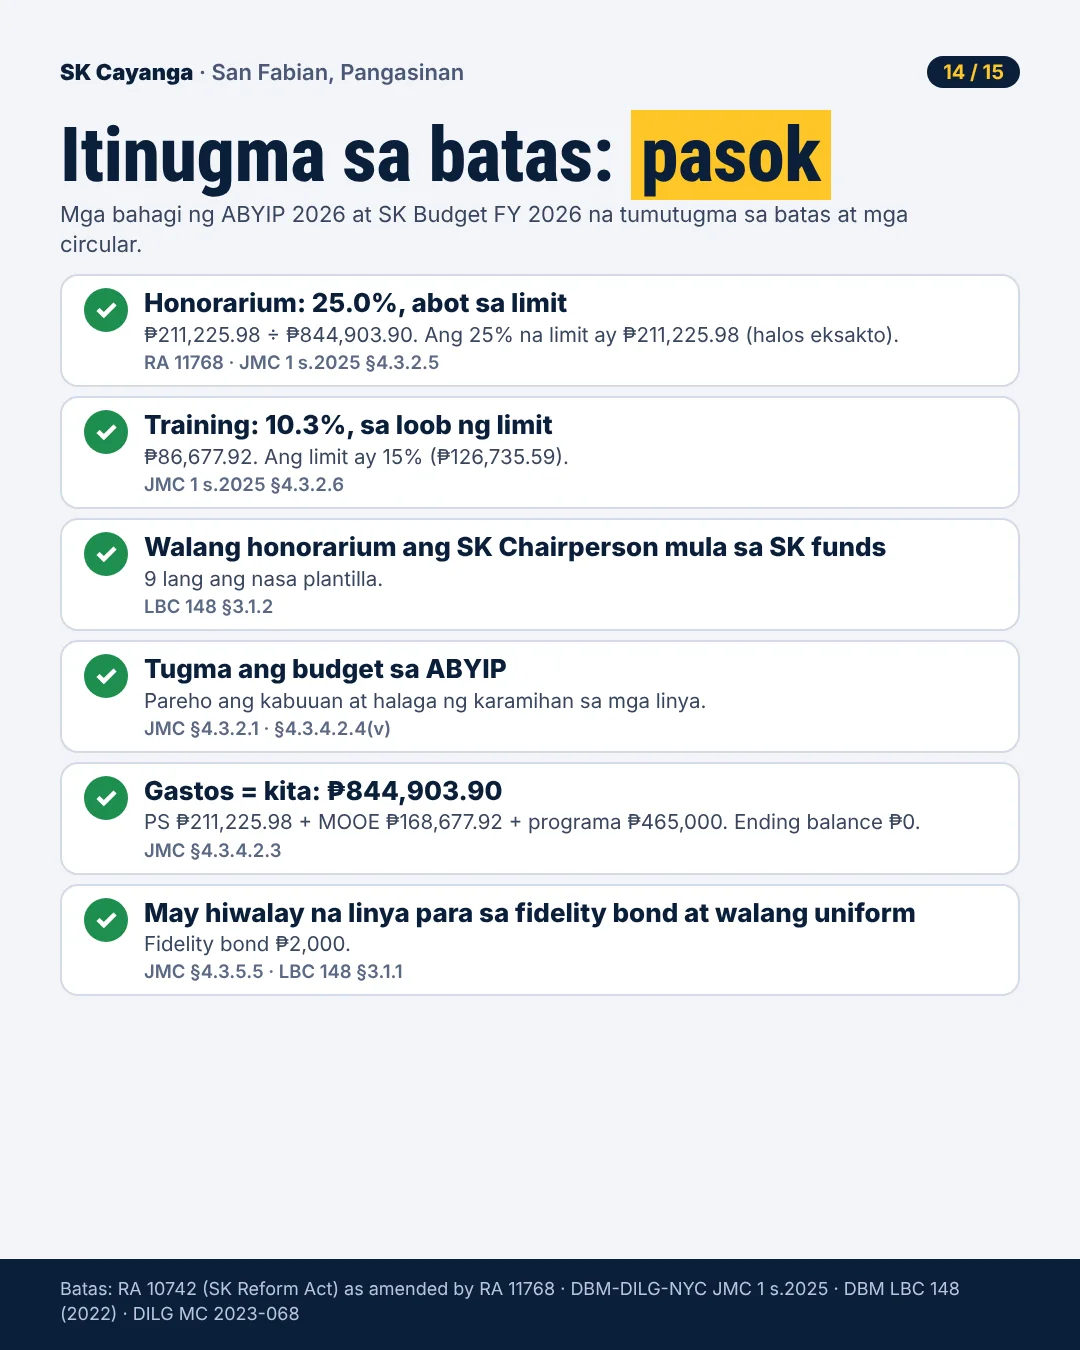 SK Cayanga · San Fabian, Pangasinan
14 / 15
Itinugma sa batas: pasok
Mga bahagi ng ABYIP 2026 at SK Budget FY 2026 na tumutugma sa batas at mga
circular.
Honorarium: 25.0%, abot sa limit
₱211,225.98 ÷ ₱844,903.90. Ang 25% na limit ay ₱211,225.98 (halos eksakto).
RA 11768 · JMC 1 s.2025 §4.3.2.5
Training: 10.3%, sa loob ng limit
₱86,677.92. Ang limit ay 15% (₱126,735.59).
JMC 1 s.2025 §4.3.2.6
Walang honorarium ang SK Chairperson mula sa SK funds
9 lang ang nasa plantilla.
LBC 148 §3.1.2
Tugma ang budget sa ABYIP
Pareho ang kabuuan at halaga ng karamihan sa mga linya.
JMC §4.3.2.1 · §4.3.4.2.4(v)
Gastos = kita: ₱844,903.90
PS ₱211,225.98 + MOOE ₱168,677.92 + programa ₱465,000. Ending balance ₱0.
JMC §4.3.4.2.3
May hiwalay na linya para sa fidelity bond at walang uniform
Fidelity bond ₱2,000.
JMC §4.3.5.5 · LBC 148 §3.1.1
Batas: RA 10742 (SK Reform Act) as amended by RA 11768 · DBM-DILG-NYC JMC 1 s.2025 · DBM LBC 148
(2022) · DILG MC 2023-068